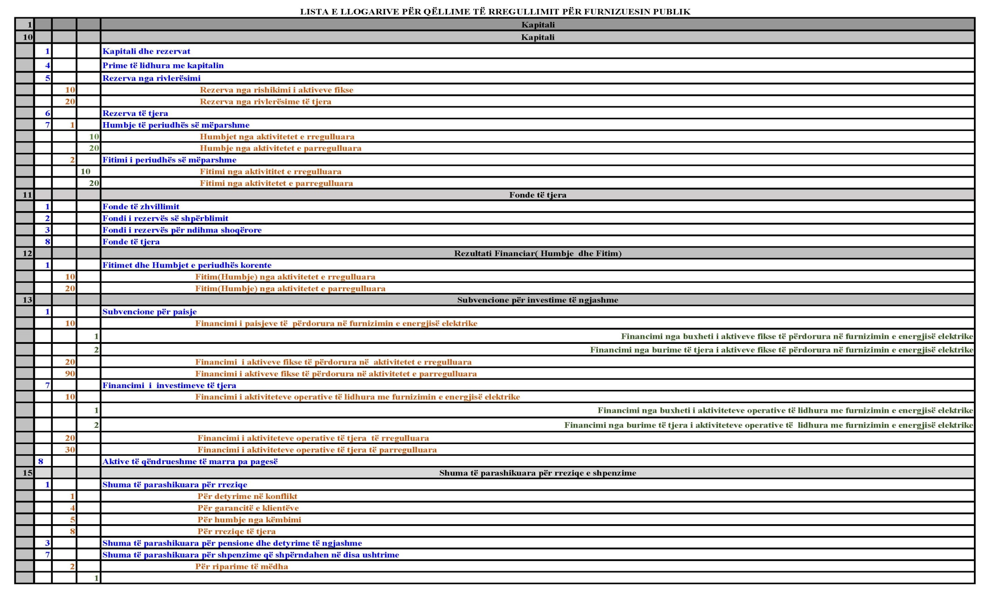 LISTA E LLOGARIVE PËR QËLLIME TË RREGULLIMIT PËR FURNIZUESIN PUBLIK
1 Kapitali
10 Kapitali
1 Kapitali dhe rezervat
4 Prime të lidhura me kapitalin
5 Rezerva nga rivlerësimi
10 Rezerva nga rishikimi i aktiveve fikse
20 Rezerva nga rivlerësime të tjera
6 Rezerva të tjera
7 1 Humbje të periudhës së mëparshme
10 Humbjet nga aktivitetet e rregulluara
20 Humbje nga aktivitetet e parregulluara
2 Fitimi i periudhës së mëparshme
10 Fitimi nga aktivititet e rregulluara
20 Fitimi nga aktivitetet e parregulluara
11 Fonde të tjera
1 Fonde të zhvillimit
2 Fondi i rezervës së shpërblimit
3 Fondi i rezervës për ndihma shoqërore
8 Fonde të tjera
12 Rezultati Financiar( Humbje dhe Fitim)
1 Fitimet dhe Humbjet e periudhës korente
10 Fitim(Humbje) nga aktivitetet e rregulluara
20 Fitim(Humbje) nga aktivitetet e parregulluara
13 Subvencione për investime të ngjashme
1 Subvencione për paisje
10 Financimi i paisjeve të përdorura në furnizimin e energjisë elektrike
1 Financimi nga buxheti i aktiveve fikse të përdorura në furnizimin e energjisë elektrike
2 Financimi nga burime të tjera i aktiveve fikse të përdorura në furnizimin e energjisë elektrike
20 Financimi i aktiveve fikse të përdorura në aktivitetet e rregulluara
90 Financimi i aktiveve fikse të përdorura në aktivitetet e parregulluara
7 Financimi i investimeve të tjera
10 Financimi i aktiviteteve operative të lidhura me furnizimin e energjisë elektrike
1 Financimi nga buxheti i aktiviteteve operative të lidhura me furnizimin e energjisë elektrike
2 Financimi nga burime të tjera i aktiviteteve operative të lidhura me furnizimin e energjisë elektrike
20 Financimi i aktiviteteve operative të tjera të rregulluara
30 Financimi i aktiviteteve operative të tjera të parregulluara
8 Aktive të qëndrueshme të marra pa pagesë
15 Shuma të parashikuara për rreziqe e shpenzime
1 Shuma të parashikuara për rreziqe
1 Për detyrime në konflikt
4 Për garancitë e klientëve
5 Për humbje nga këmbimi
8 Për rreziqe të tjera
3 Shuma të parashikuara për pensione dhe detyrime të ngjashme
7 Shuma të parashikuara për shpenzime që shpërndahen në disa ushtrime
2 Për riparime të mëdha
1